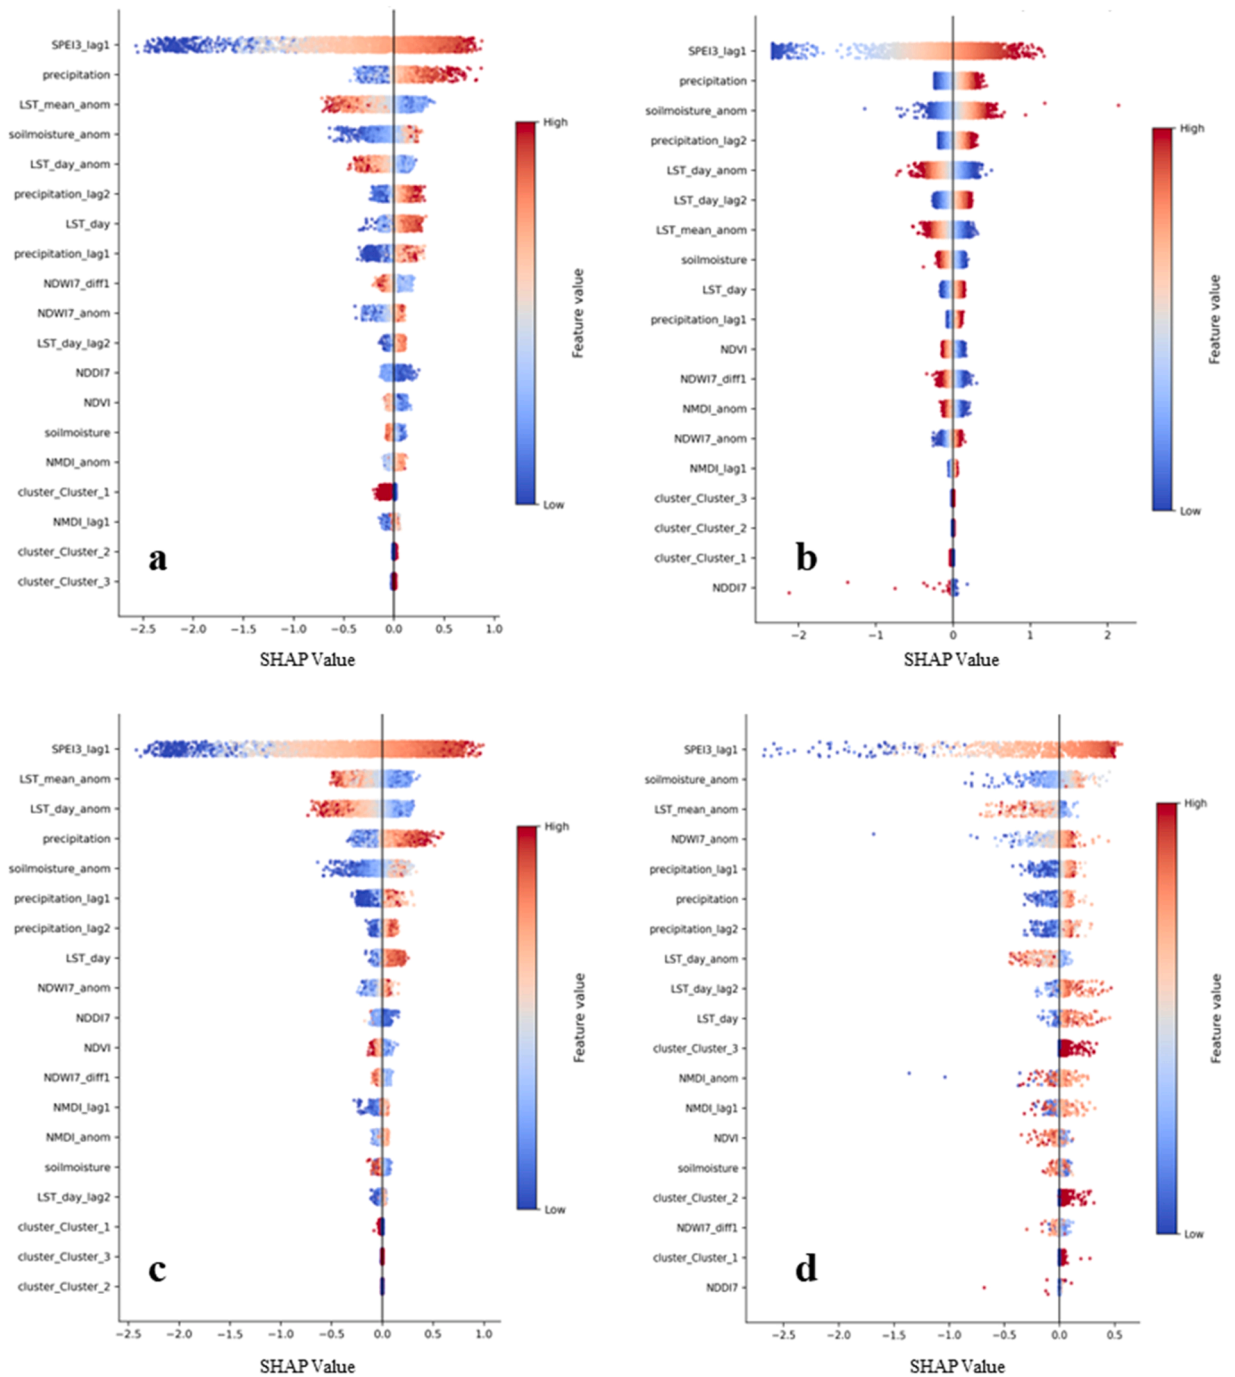 SPEI3_lag1
precipitation
LST_mean_anom
soilmoisture_anom
LST_day_anom
precipitation_lag2
LST_day
precipitation_lag1
NDWI7_diff1
NDWI7_anom
LST_day_lag2
NDDI7
NDVI
soilmoisture
NMDI_anom
cluster_Cluster_1
NMDI_lag1
cluster_Cluster_2
cluster_Cluster_3
a
−2.5 −2.0 −1.5 −1.0 −0.5 0.0 0.5 1.0
SHAP Value
High
Feature value
Low
SPEI3_lag1
precipitation
soilmoisture_anom
precipitation_lag2
LST_day_anom
LST_day_lag2
LST_mean_anom
soilmoisture
LST_day
precipitation_lag1
NDVI
NDWI7_diff1
NMDI_anom
NDWI7_anom
NMDI_lag1
cluster_Cluster_3
cluster_Cluster_2
cluster_Cluster_1
NDDI7
b
−2 −1 0 1 2
SHAP Value
High
Feature value
Low
SPEI3_lag1
LST_mean_anom
LST_day_anom
precipitation
soilmoisture_anom
precipitation_lag1
precipitation_lag2
LST_day
NDWI7_anom
NDDI7
NDVI
NDWI7_diff1
NMDI_lag1
NMDI_anom
soilmoisture
LST_day_lag2
cluster_Cluster_1
cluster_Cluster_3
cluster_Cluster_2
c
−2.5 −2.0 −1.5 −1.0 −0.5 0.0 0.5 1.0
SHAP Value
High
Feature value
Low
SPEI3_lag1
soilmoisture_anom
LST_mean_anom
NDWI7_anom
precipitation_lag1
precipitation
precipitation_lag2
LST_day_anom
LST_day_lag2
LST_day
cluster_Cluster_3
NMDI_anom
NMDI_lag1
NDVI
soilmoisture
cluster_Cluster_2
NDWI7_diff1
cluster_Cluster_1
NDDI7
d
−2.5 −2.0 −1.5 −1.0 −0.5 0.0 0.5
SHAP Value
High
Feature value
Low